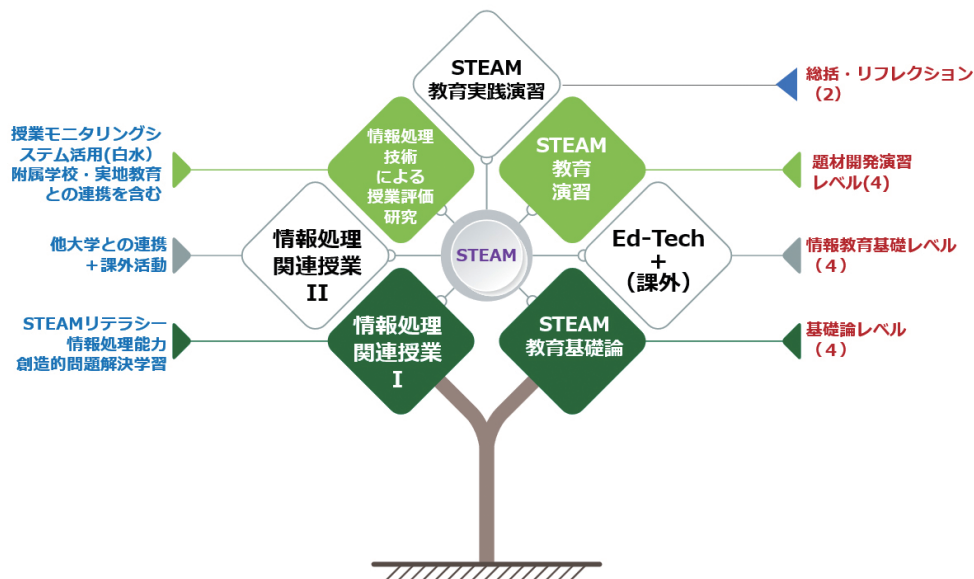 STEAM
教育実践演習
総括・リフレクション
（2）
授業モニタリングシ
ステム活用(白水）
附属学校・実地教育
との連携を含む
情報処理
技術
による
授業評価
研究
STEAM
教育
演習
題材開発演習
レベル(4)
他大学との連携
＋課外活動
情報処理
関連授業
II
STEAM
Ed-Tech
+
（課外）
情報教育基礎レベル
（４）
STEAMリテラシー
情報処理能力
創造的問題解決学習
情報処理
関連授業
I
STEAM
教育基礎論
基礎論レベル
（４）